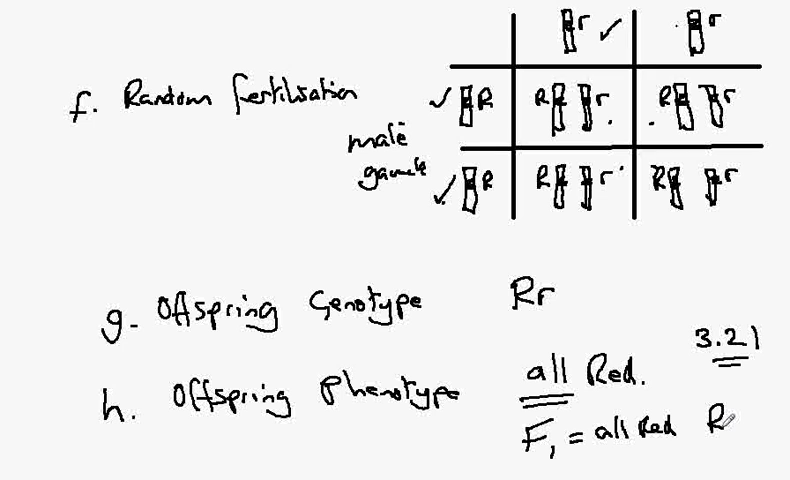 r ✓ r
f. Random fertilisation ✓ R R r R r
male
gamete ✓ R R r R r
g. Offspring Genotype Rr
3.21
h. Offspring Phenotype all Red.
F₁ = all Red R